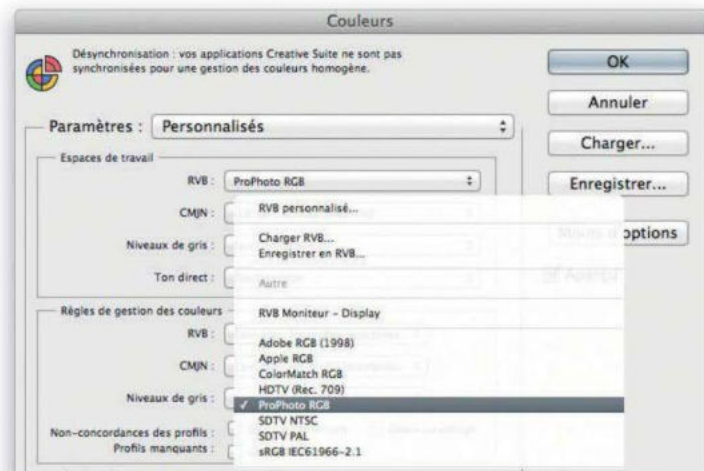 Couleurs
Désynchronisation : vos applications Creative Suite ne sont pas
synchronisées pour une gestion des couleurs homogène.
OK
Annuler
Charger...
Enregistrer...
options
Paramètres : Personnalisés
Espaces de travail
RVB : ProPhoto RGB
CMJN :
Niveaux de gris :
Ton direct :
RVB personnalisé...
Charger RVB...
Enregistrer en RVB...
Autre
RVB Moniteur - Display
Adobe RGB (1998)
Apple RGB
ColorMatch RGB
HDTV (Rec. 709)
✓ ProPhoto RGB
SDTV NTSC
SDTV PAL
sRGB IEC61966-2.1
Règles de gestion des couleurs
RVB :
CMJN :
Niveaux de gris :
Non-concordances des profils :
Profils manquants :